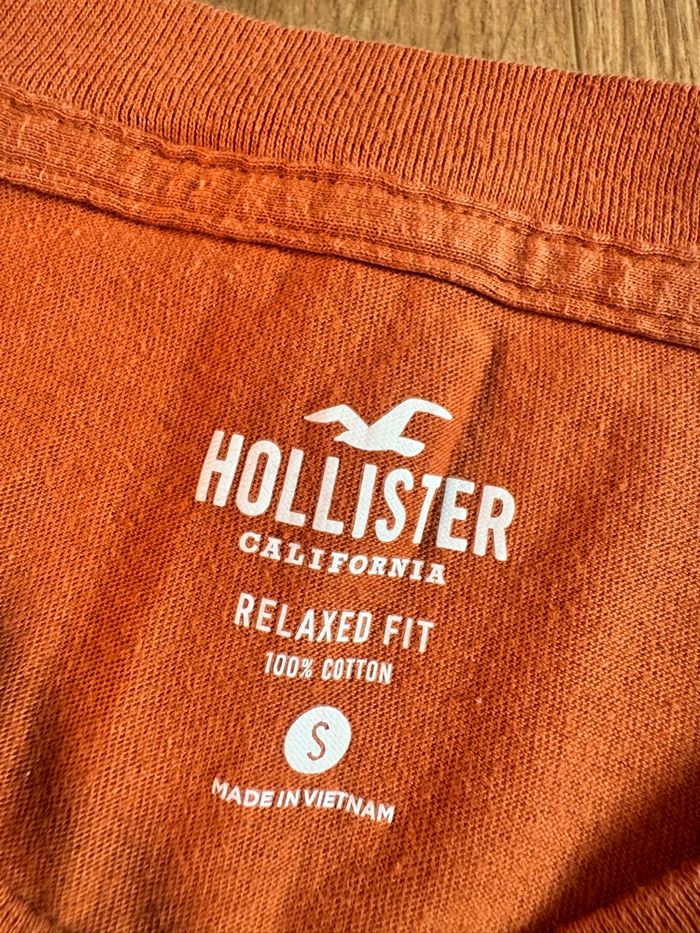 HOLLISTER
CALIFORNIA
RELAXED FIT
100% COTTON
S
MADE IN VIETNAM